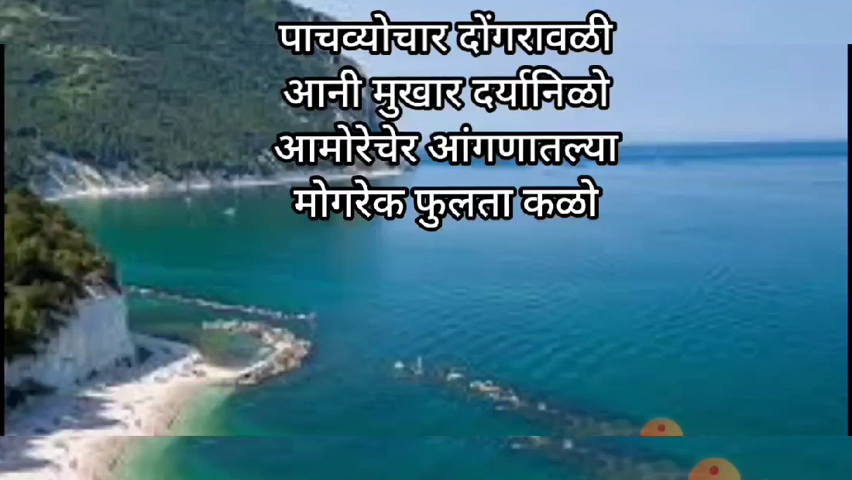 पाचव्योचार दोंगरावळी
आनी मुखार दर्यानिळो
आमोरेचेर आंगणातल्या
मोगरेक फुलता कळो